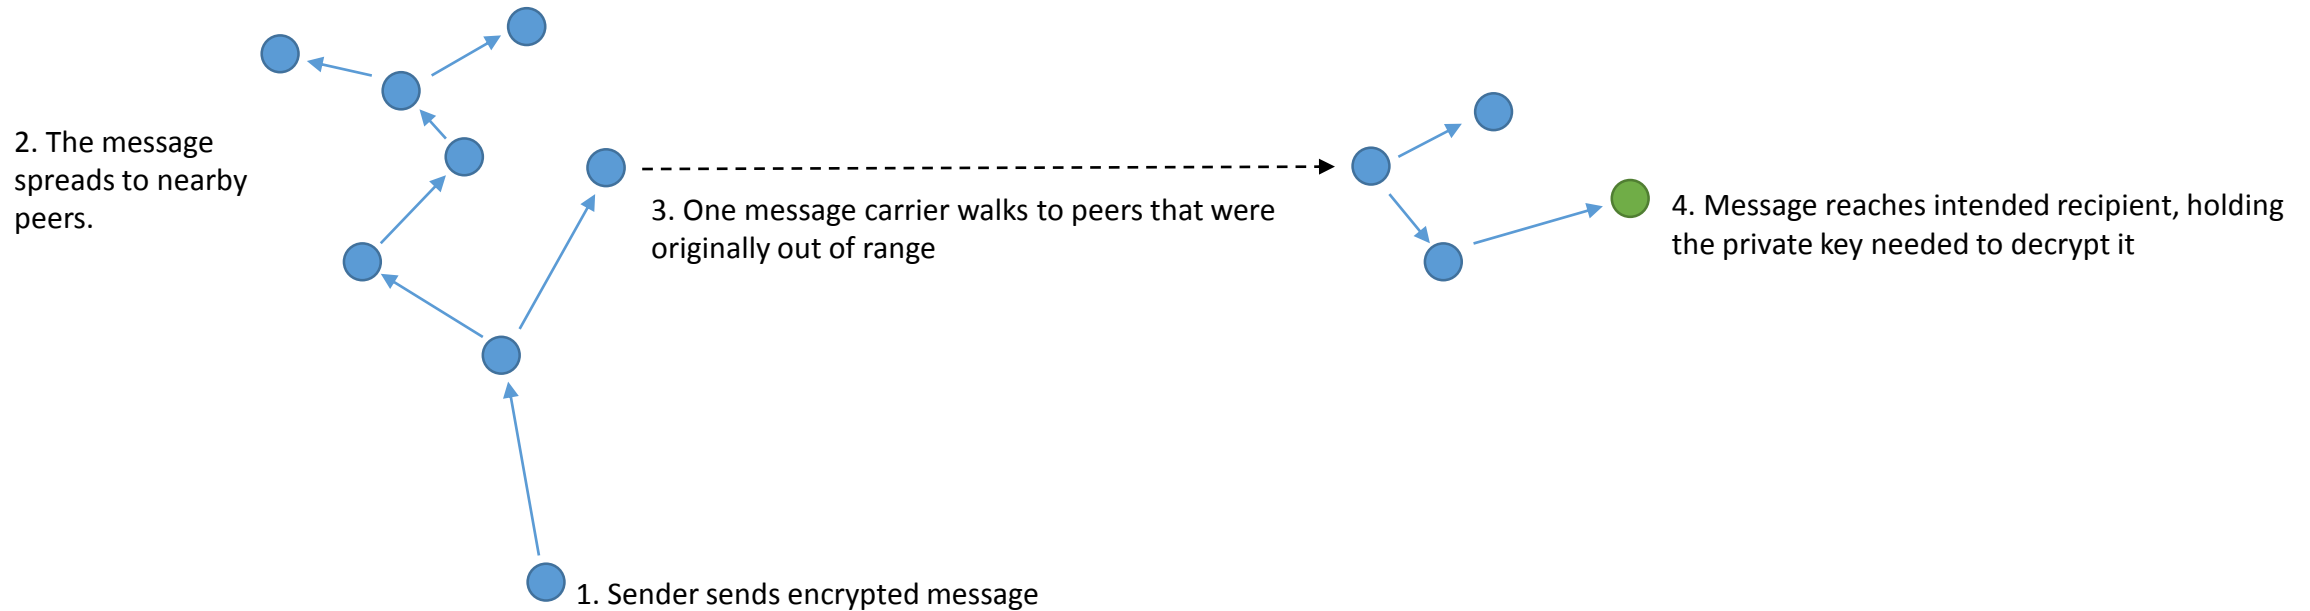 2. The message
spreads to nearby
peers.
3. One message carrier walks to peers that were
originally out of range
4. Message reaches intended recipient, holding
the private key needed to decrypt it
1. Sender sends encrypted message